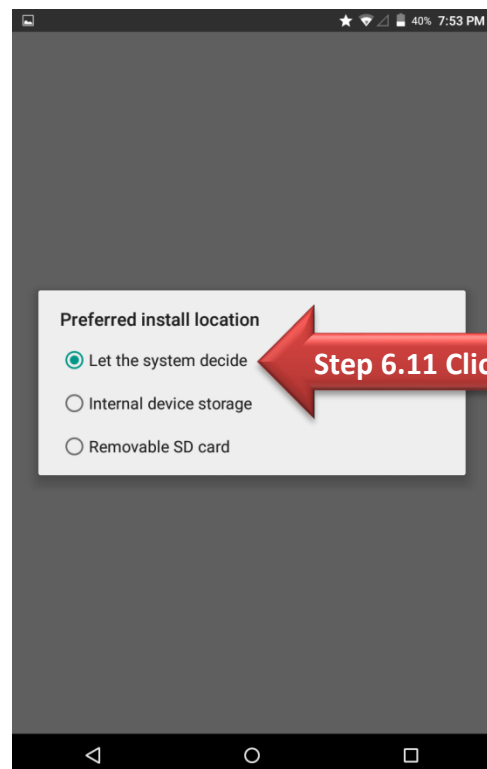 40% 7:53 PM
Preferred install location
Let the system decide
Step 6.11 Clic
Internal device storage
Removable SD card